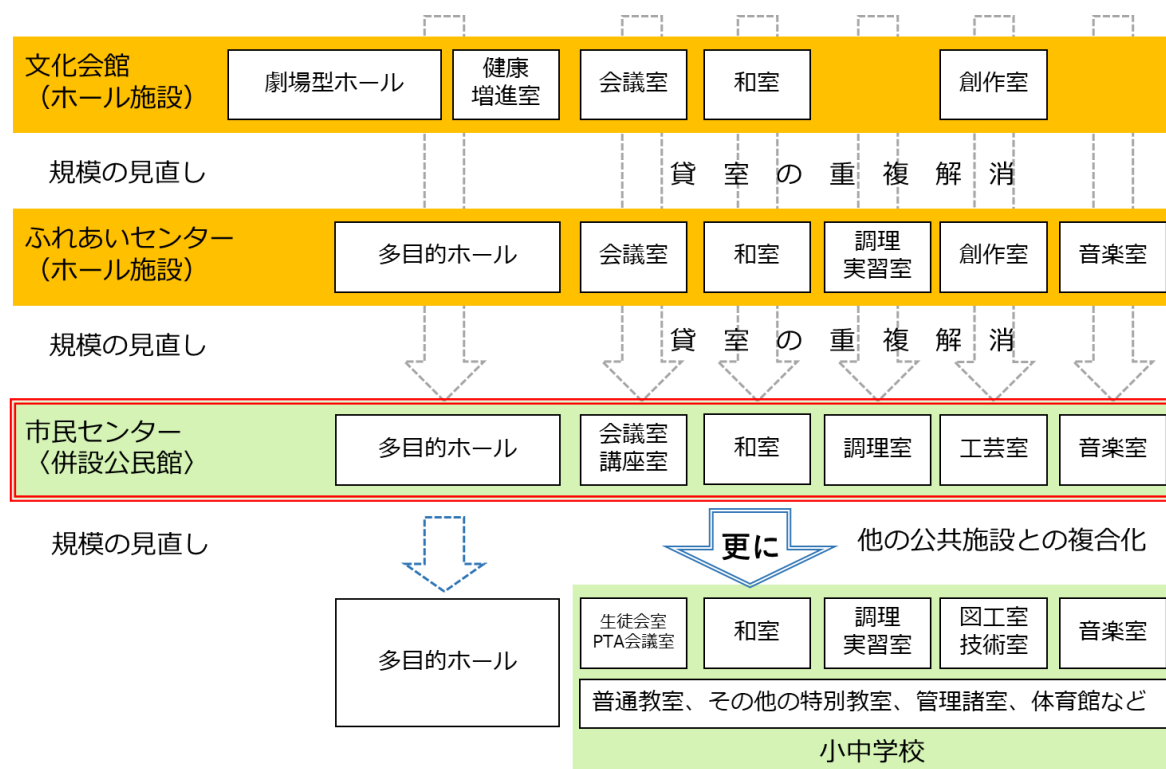 文化会館
（ホール施設）
劇場型ホール
健康
増進室
会議室
和室
創作室
規模の見直し
貸室の重複解消
ふれあいセンター
（ホール施設）
多目的ホール
会議室
和室
調理
実習室
創作室
音楽室
規模の見直し
貸室の重複解消
市民センター
〈併設公民館〉
多目的ホール
会議室
講座室
和室
調理室
工芸室
音楽室
規模の見直し
更に
他の公共施設との複合化
多目的ホール
生徒会室
PTA会議室
和室
調理
実習室
図工室
技術室
音楽室
普通教室、その他の特別教室、管理諸室、体育館など
小中学校